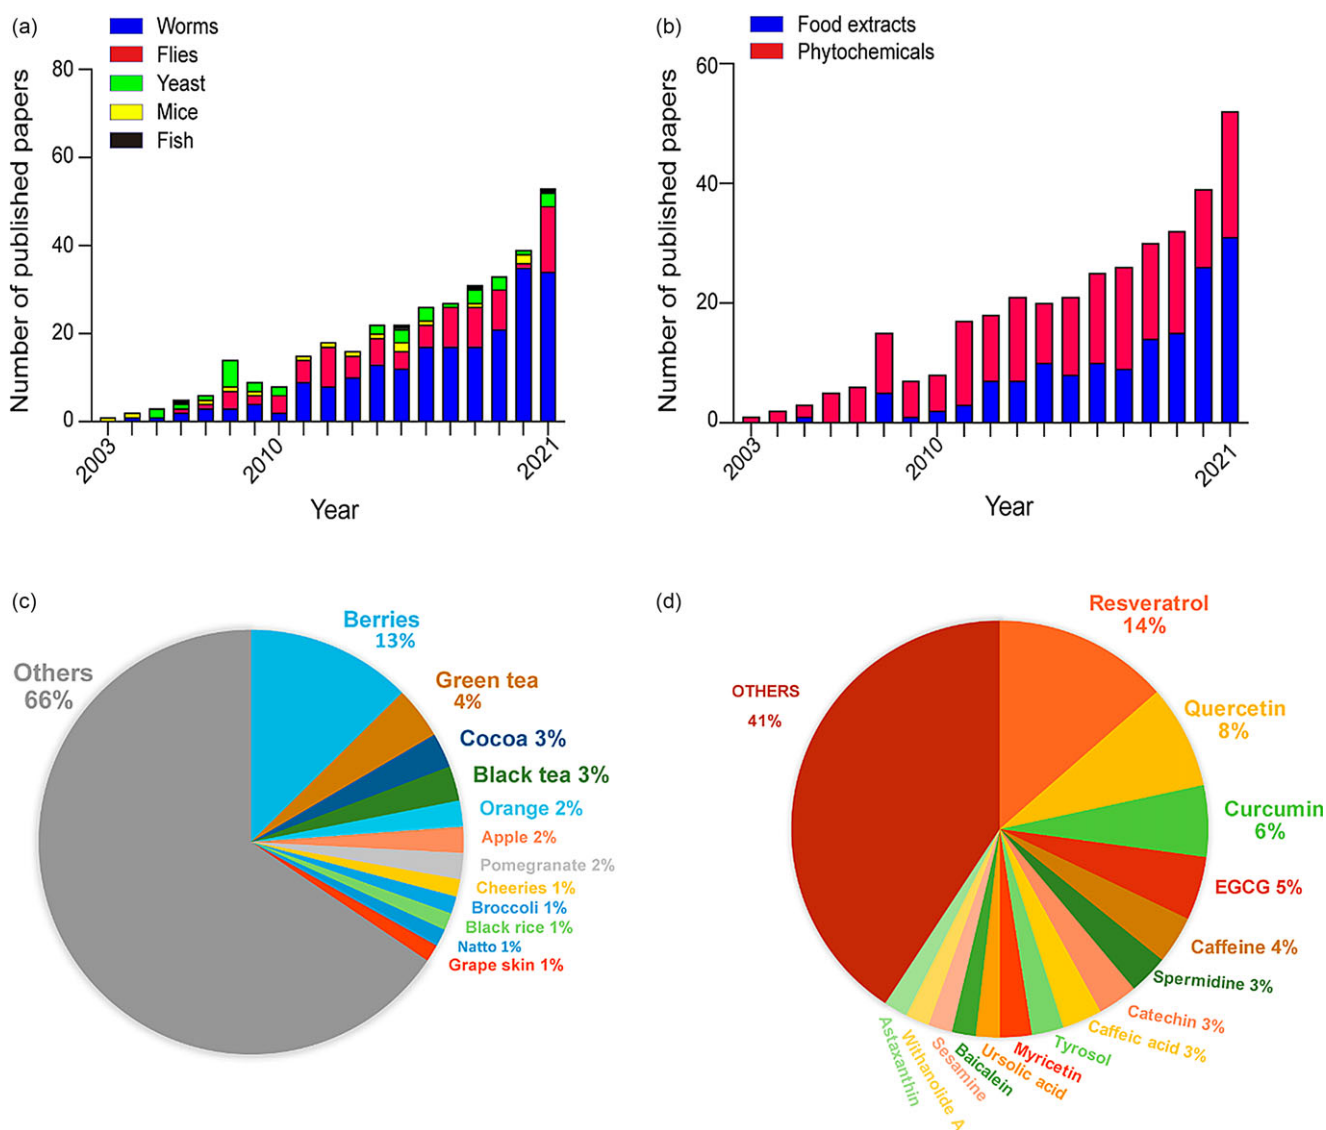 (a)
Worms
Flies
Yeast
Mice
Fish
Number of published papers
80
60
40
20
0
2003
2010
2021
Year
(b)
Food extracts
Phytochemicals
Number of published papers
60
40
20
0
2003
2010
2021
Year
(c)
Berries
13%
Green tea
4%
Cocoa 3%
Black tea 3%
Orange 2%
Apple 2%
Pomegranate 2%
Cheeries 1%
Broccoli 1%
Black rice 1%
Natto 1%
Grape skin 1%
Others
66%
(d)
Resveratrol
14%
Quercetin
8%
Curcumin
6%
EGCG 5%
Caffeine 4%
Spermidine 3%
Catechin 3%
Caffeic acid 3%
Tyrosol
Myricetin
Ursolic acid
Baicalein
Sesamine
Withanolide A
Astaxanthin
OTHERS
41%